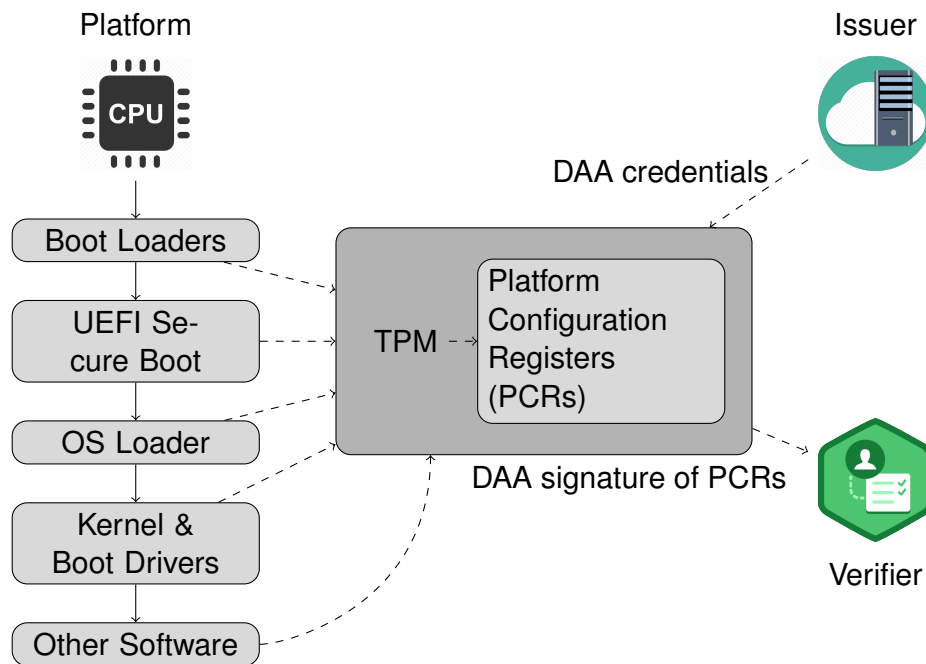 Platform
CPU
Issuer
DAA credentials
Boot Loaders
UEFI Se-
cure Boot
OS Loader
Kernel &
Boot Drivers
Other Software
TPM
Platform
Configuration
Registers
(PCRs)
DAA signature of PCRs
Verifier